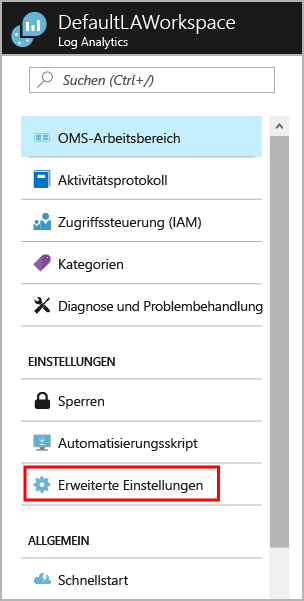 DefaultLAWorkspace
Log Analytics
Suchen (Ctrl+/)
OMS-Arbeitsbereich
Aktivitätsprotokoll
Zugriffssteuerung (IAM)
Kategorien
Diagnose und Problembehandlung
EINSTELLUNGEN
Sperren
Automatisierungsskript
Erweiterte Einstellungen
ALLGEMEIN
Schnellstart